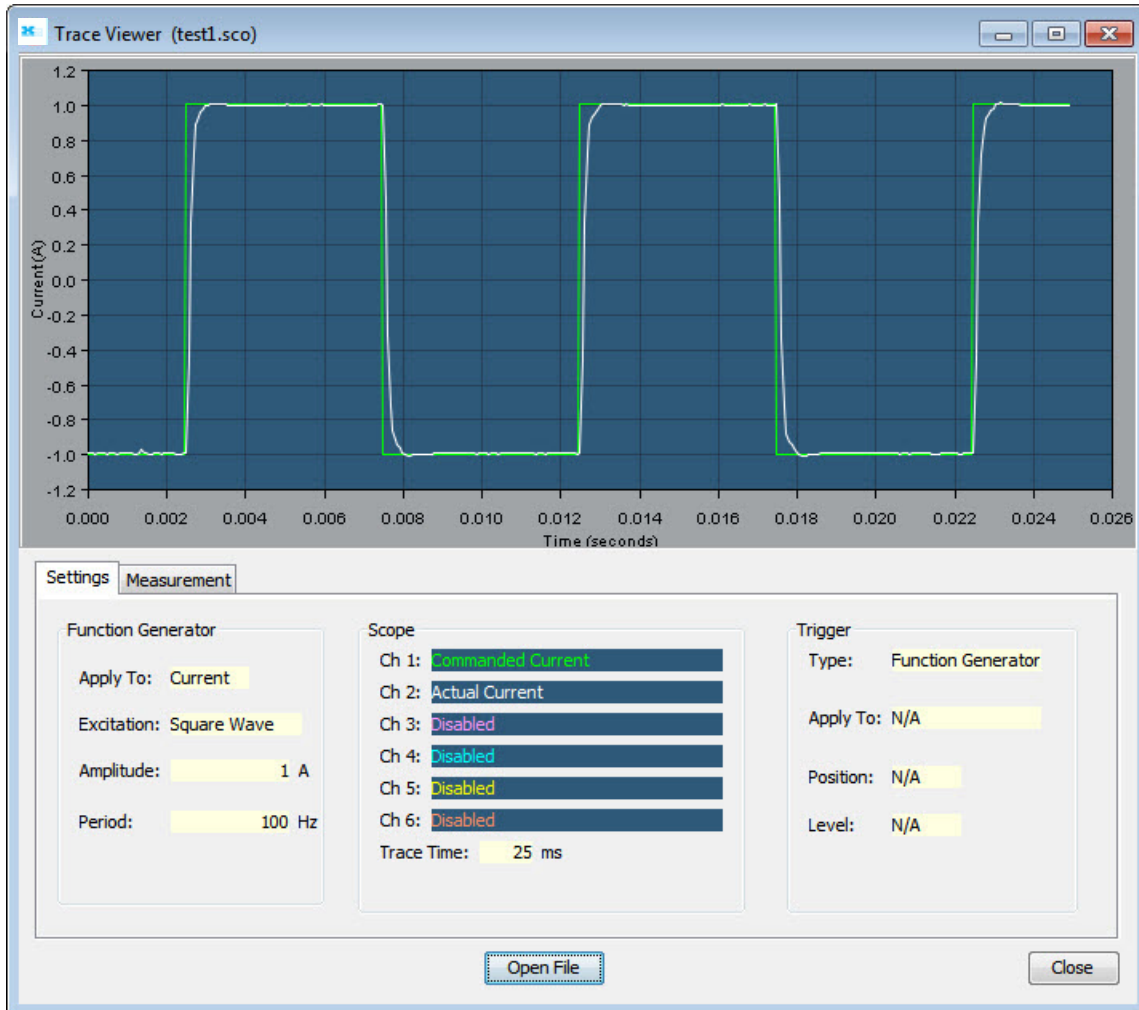 Trace Viewer (test1.sco)
1.2
1.0
0.8
0.6
0.4
0.2
0.0
-0.2
-0.4
-0.6
-0.8
-1.0
-1.2
Current (A)
0.000 0.002 0.004 0.006 0.008 0.010 0.012 0.014 0.016 0.018 0.020 0.022 0.024 0.026
Time (seconds)
Settings Measurement
Function Generator
Apply To: Current
Excitation: Square Wave
Amplitude: 1 A
Period: 100 Hz
Scope
Ch 1: Commanded Current
Ch 2: Actual Current
Ch 3: Disabled
Ch 4: Disabled
Ch 5: Disabled
Ch 6: Disabled
Trace Time: 25 ms
Trigger
Type: Function Generator
Apply To: N/A
Position: N/A
Level: N/A
Open File
Close